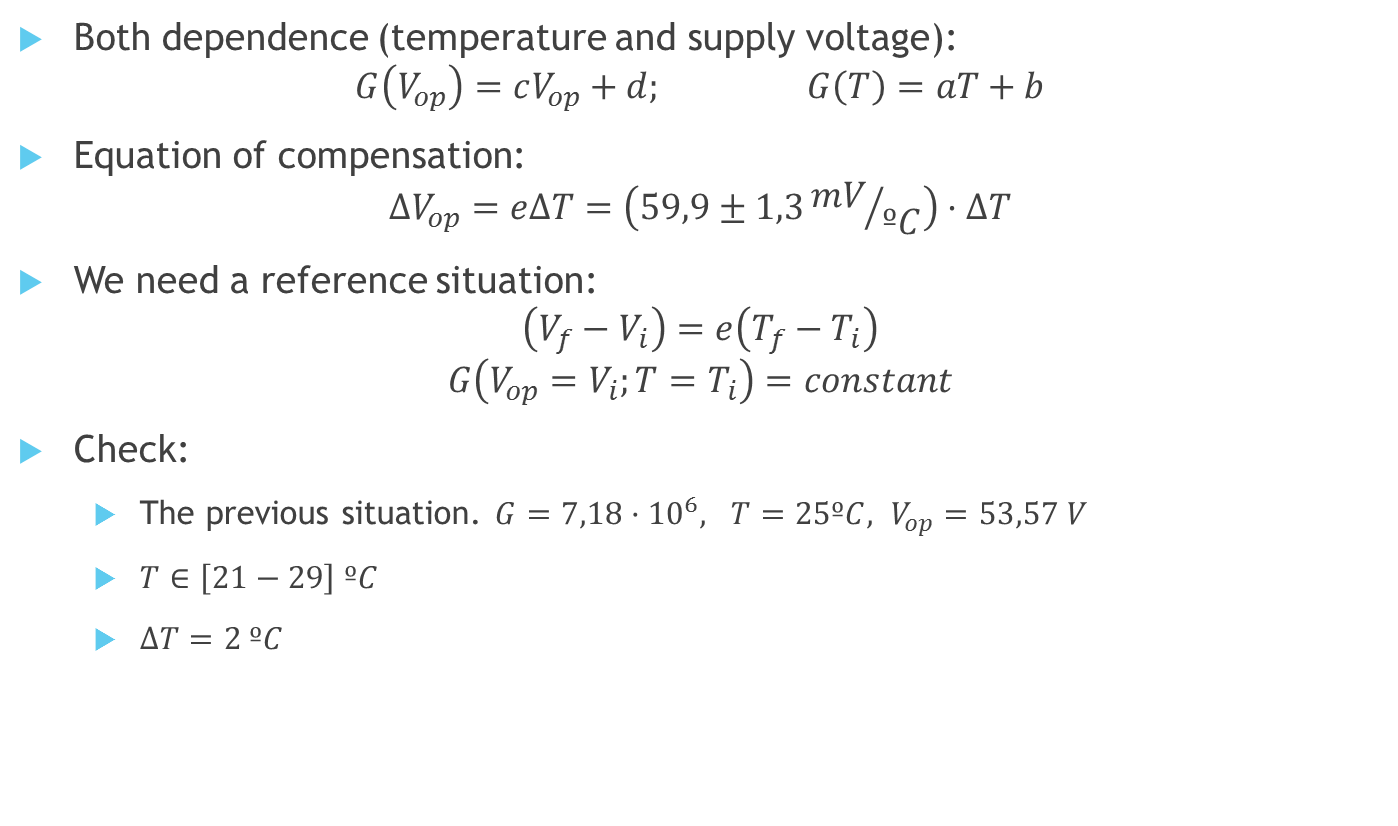 Both dependence (temperature and supply voltage):
G(V_op) = cV_op + d; G(T) = aT + b
Equation of compensation:
ΔV_op = eΔT = (59,9 ± 1,3 mV/ºC) · ΔT
We need a reference situation:
(V_f − V_i) = e(T_f − T_i)
G(V_op = V_i; T = T_i) = constant
Check:
The previous situation. G = 7,18 · 10⁶, T = 25ºC, V_op = 53,57 V
T ∈ [21 − 29] ºC
ΔT = 2 ºC